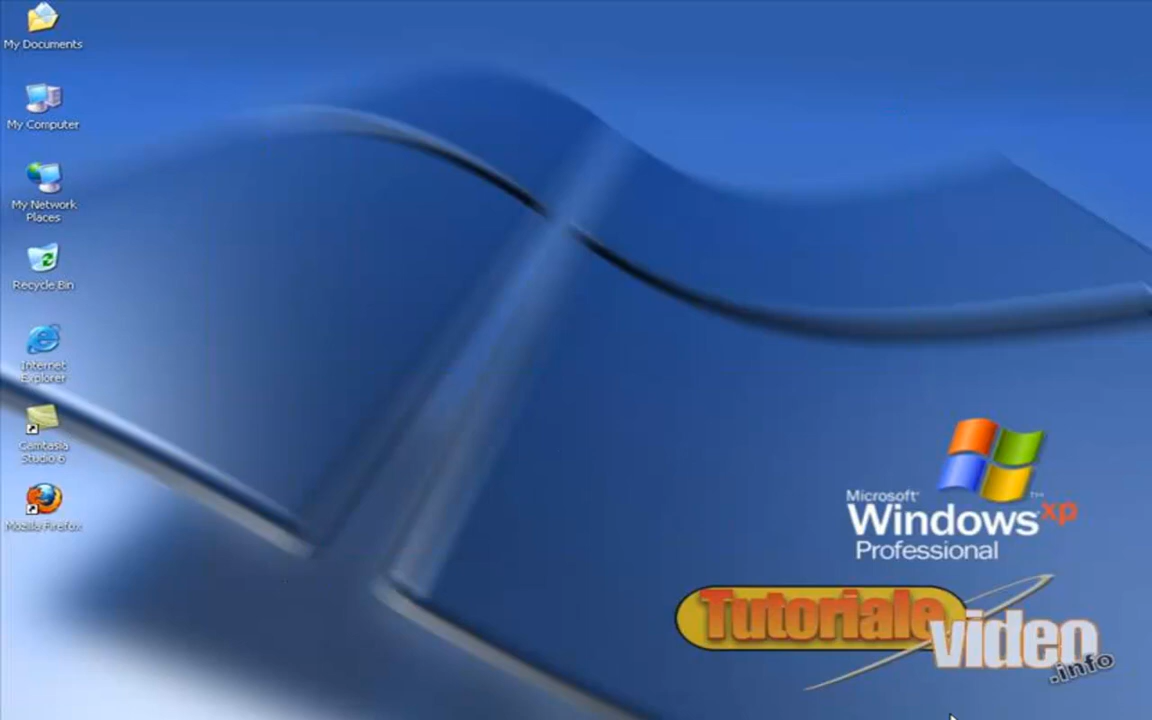 My Documents
My Computer
My Network
Places
Recycle Bin
Internet
Explorer
Camtasia
Studio 6
Mozilla Firefox
Microsoft®
Windows xp™
Professional
Tutoriale
video
.info